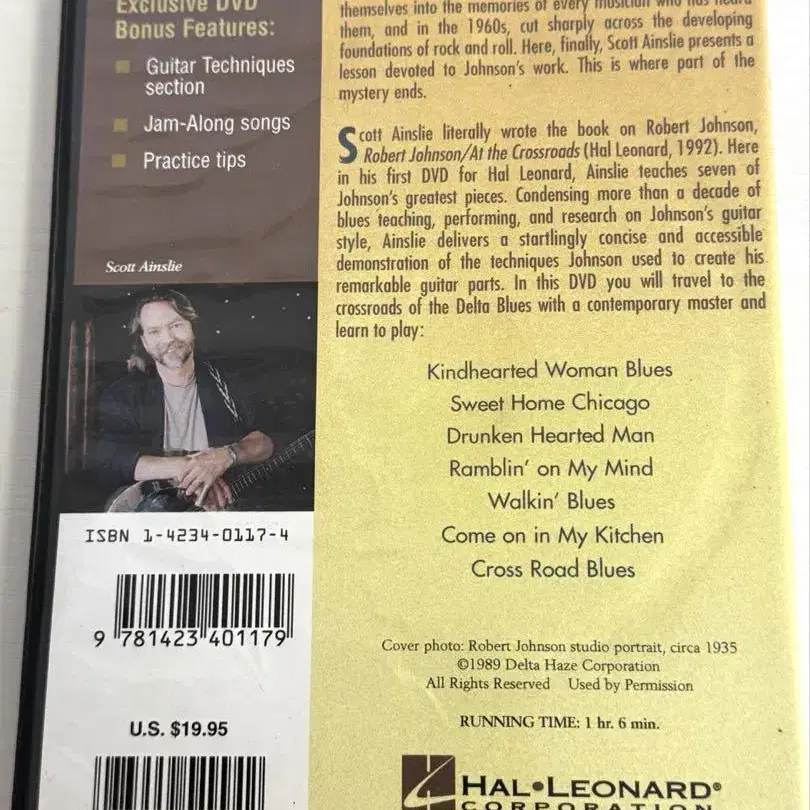 Exclusive DVD
Bonus Features:
Guitar Techniques
section
Jam-Along songs
Practice tips
Scott Ainslie
ISBN 1-4234-0117-4
9 781423 401179
U.S. $19.95
themselves into the memories of every musician who has heard
them, and in the 1960s, cut sharply across the developing
foundations of rock and roll. Here, finally, Scott Ainslie presents a
lesson devoted to Johnson's work. This is where part of the
mystery ends.
Scott Ainslie literally wrote the book on Robert Johnson,
Robert Johnson/At the Crossroads (Hal Leonard, 1992). Here
in his first DVD for Hal Leonard, Ainslie teaches seven of
Johnson's greatest pieces. Condensing more than a decade of
blues teaching, performing, and research on Johnson's guitar
style, Ainslie delivers a startlingly concise and accessible
demonstration of the techniques Johnson used to create his
remarkable guitar parts. In this DVD you will travel to the
crossroads of the Delta Blues with a contemporary master and
learn to play:
Kindhearted Woman Blues
Sweet Home Chicago
Drunken Hearted Man
Ramblin' on My Mind
Walkin' Blues
Come on in My Kitchen
Cross Road Blues
Cover photo: Robert Johnson studio portrait, circa 1935
©1989 Delta Haze Corporation
All Rights Reserved Used by Permission
RUNNING TIME: 1 hr. 6 min.
HAL•LEONARD®
CORPORATION